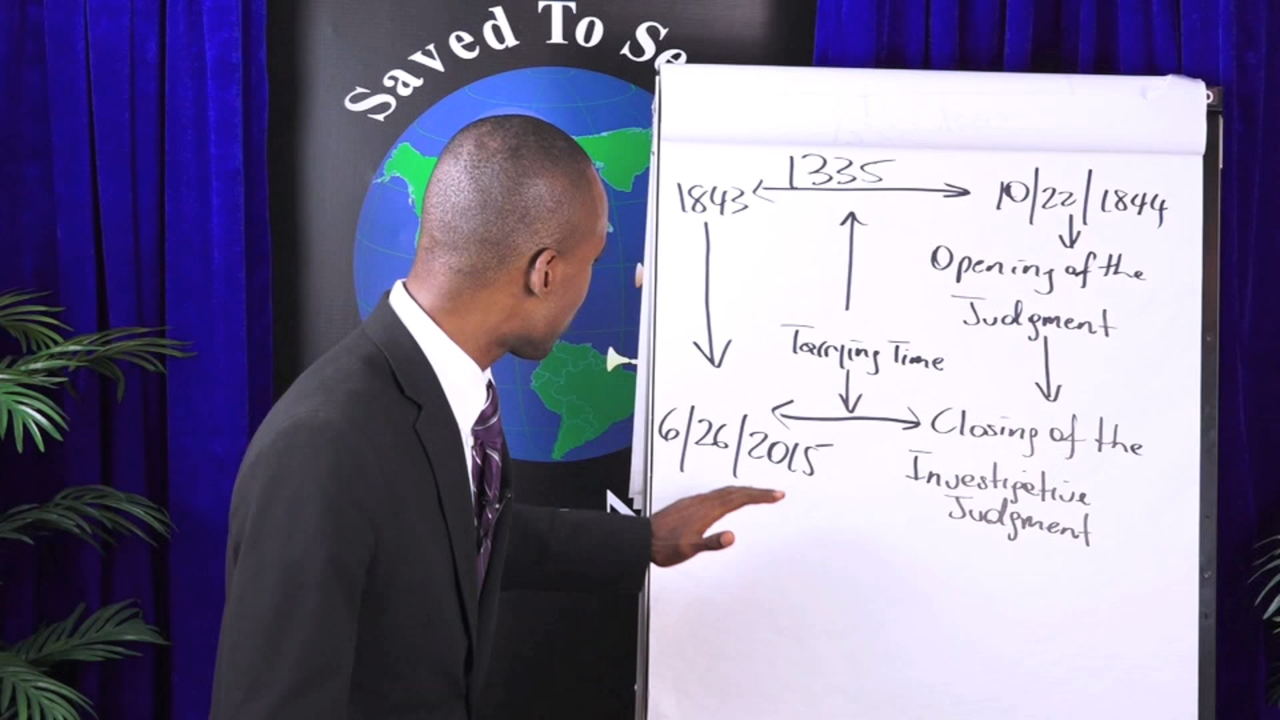 Saved To Se
1335
1843
10/22/1844
Opening of the
Judgment
Tarrying Time
6/26/2015
Closing of the
Investigetive
Judgment